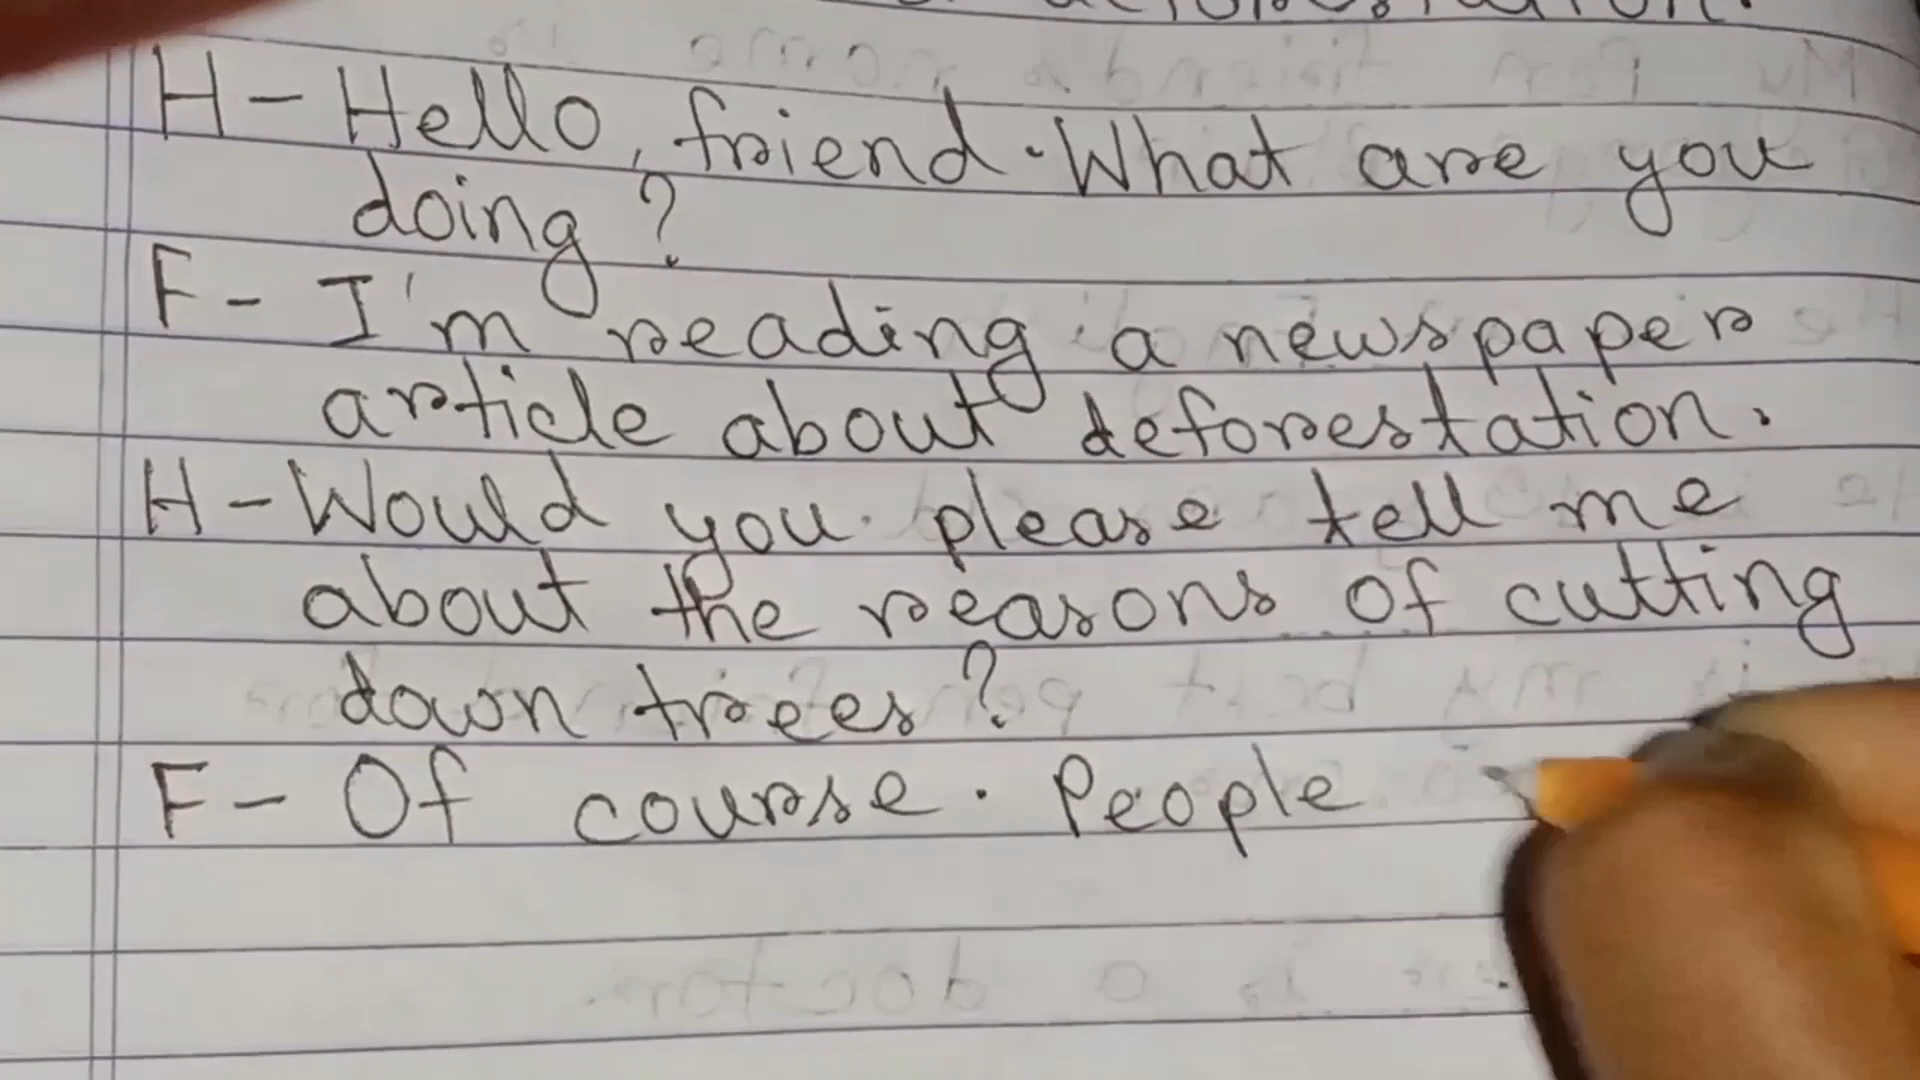 deforestation.
H - Hello, friend. What are you
doing?
F - I'm reading a newspaper
article about deforestation.
H - Would you please tell me
about the reasons of cutting
down trees?
F - Of course. People